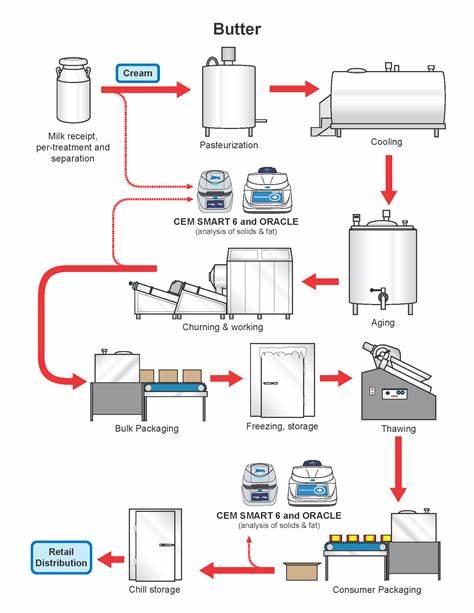 Butter
Cream
Milk receipt,
per-treatment and
separation
Pasteurization
Cooling
CEM SMART 6 and ORACLE
(analysis of solids & fat)
Churning & working
Aging
Bulk Packaging
Freezing, storage
Thawing
CEM SMART 6 and ORACLE
(analysis of solids & fat)
Retail
Distribution
Chill storage
Consumer Packaging